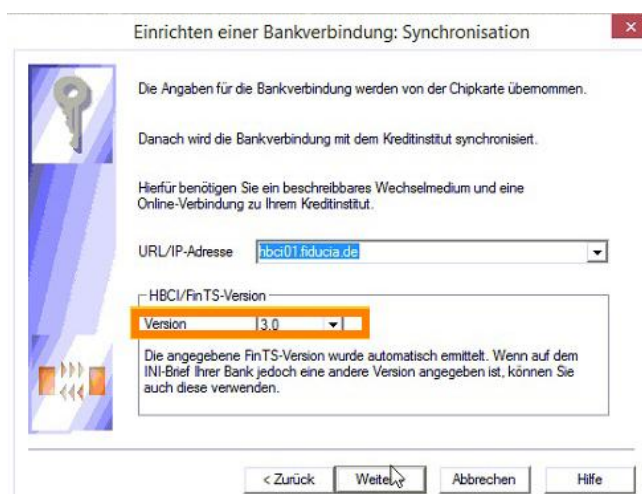 Einrichten einer Bankverbindung: Synchronisation
Die Angaben für die Bankverbindung werden von der Chipkarte übernommen.
Danach wird die Bankverbindung mit dem Kreditinstitut synchronisiert.
Hierfür benötigen Sie ein beschreibbares Wechselmedium und eine
Online-Verbindung zu Ihrem Kreditinstitut.
URL/IP-Adresse hbci01.fiducia.de
HBCI/FinTS-Version
Version 3.0
Die angegebene FinTS-Version wurde automatisch ermittelt. Wenn auf dem
INI-Brief Ihrer Bank jedoch eine andere Version angegeben ist, können Sie
auch diese verwenden.
< Zurück Weiter > Abbrechen Hilfe